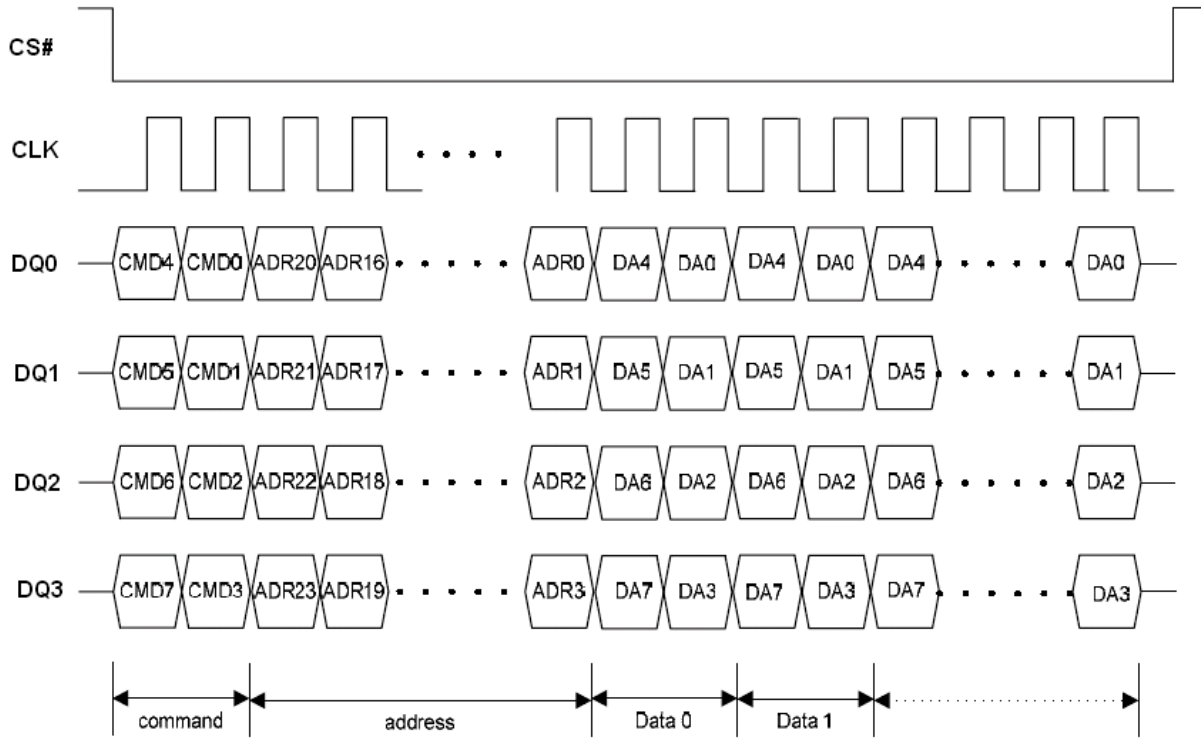 CS#
CLK
DQ0 CMD4 CMD0 ADR20 ADR16 ADR0 DA4 DA0 DA4 DA0 DA4 DA0
DQ1 CMD5 CMD1 ADR21 ADR17 ADR1 DA5 DA1 DA5 DA1 DA5 DA1
DQ2 CMD6 CMD2 ADR22 ADR18 ADR2 DA6 DA2 DA6 DA2 DA6 DA2
DQ3 CMD7 CMD3 ADR23 ADR19 ADR3 DA7 DA3 DA7 DA3 DA7 DA3
command address Data 0 Data 1